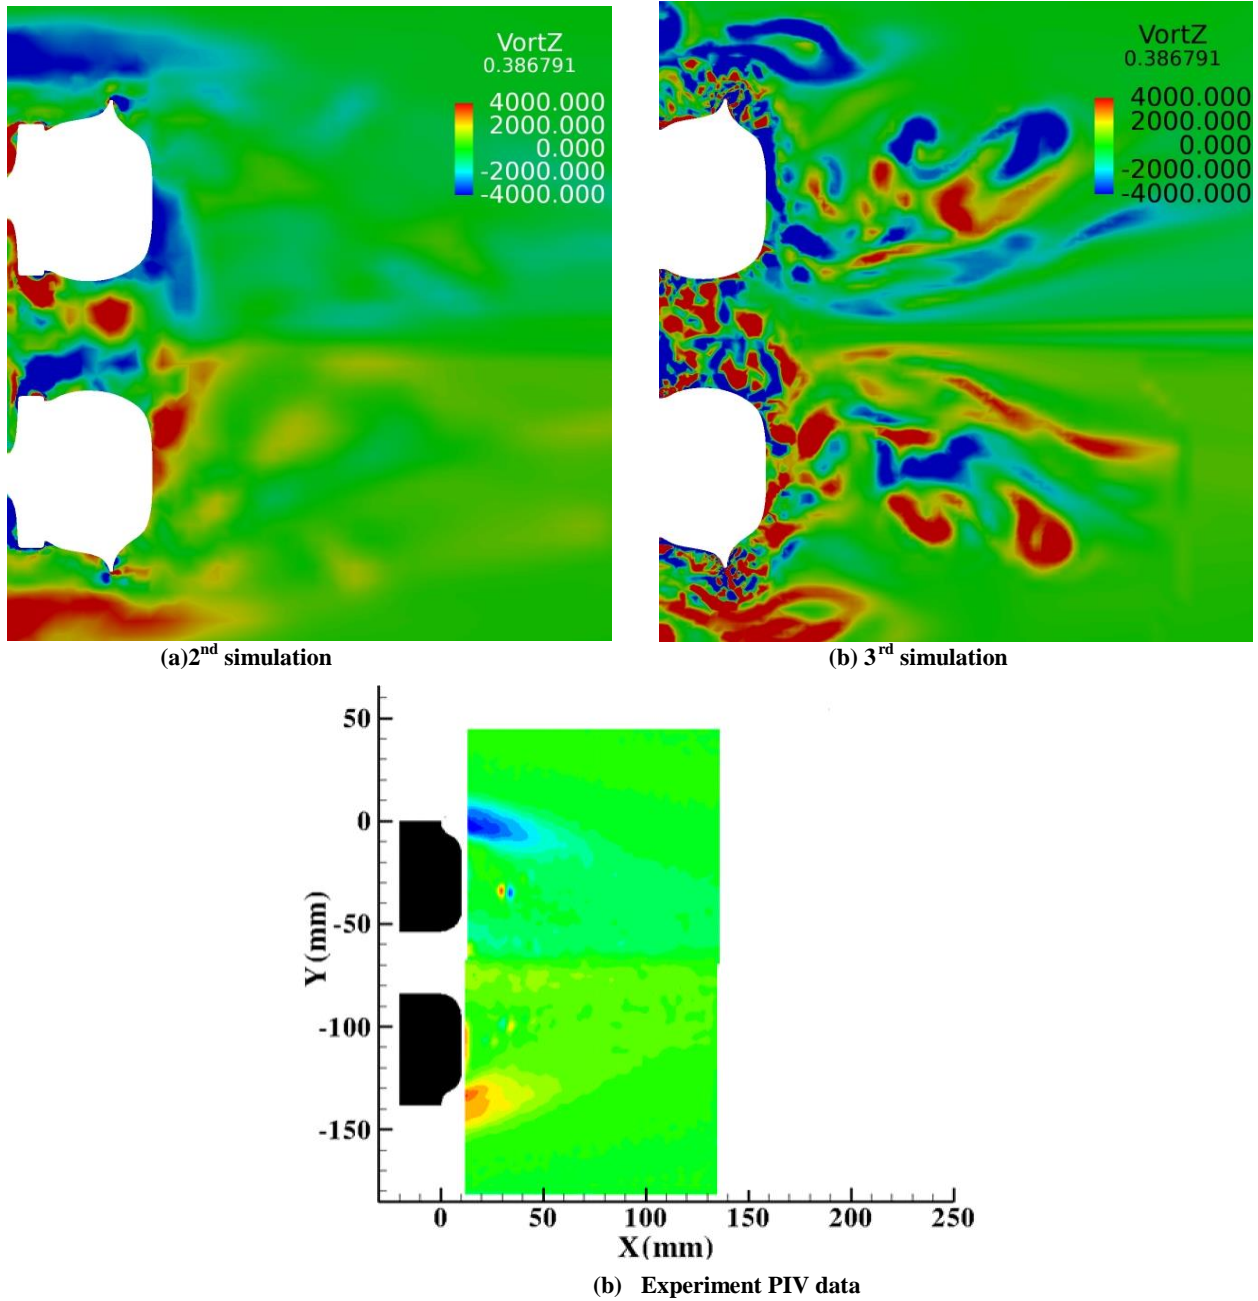 VortZ
0.386791
4000.000
2000.000
0.000
-2000.000
-4000.000
VortZ
0.386791
4000.000
2000.000
0.000
-2000.000
-4000.000
(a)2nd simulation
(b) 3rd simulation
50
0
-50
-100
-150
Y(mm)
0 50 100 150 200 250
X(mm)
(b) Experiment PIV data